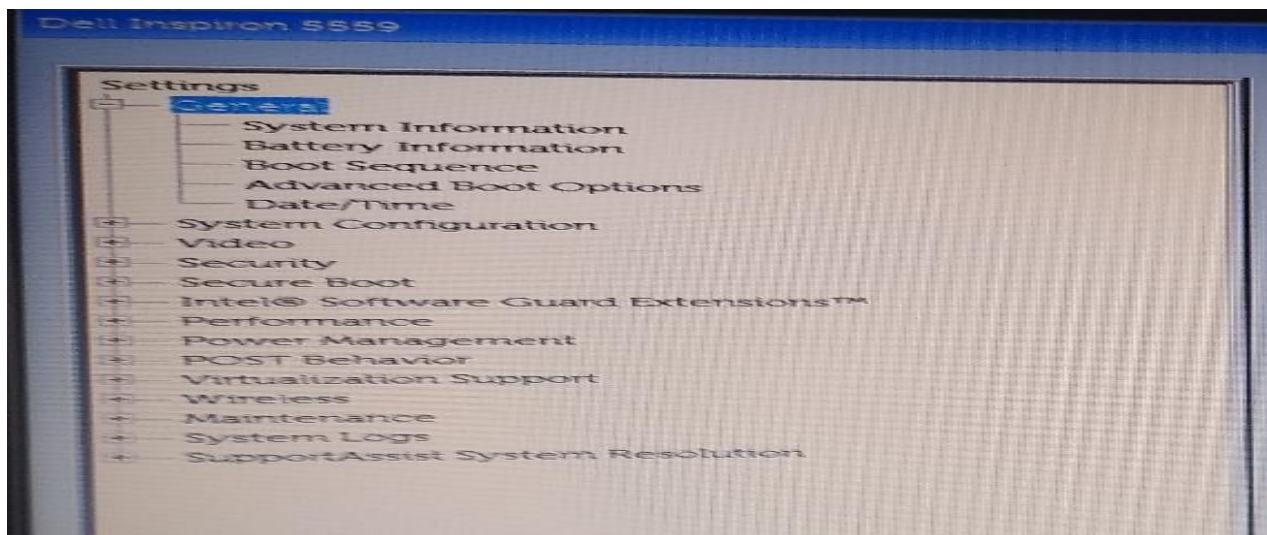 Dell Inspiron 5559
Settings
General
System Information
Battery Information
Boot Sequence
Advanced Boot Options
Date/Time
System Configuration
Video
Security
Secure Boot
Intel® Software Guard Extensions™
Performance
Power Management
POST Behavior
Virtualization Support
Wireless
Maintenance
System Logs
SupportAssist System Resolution